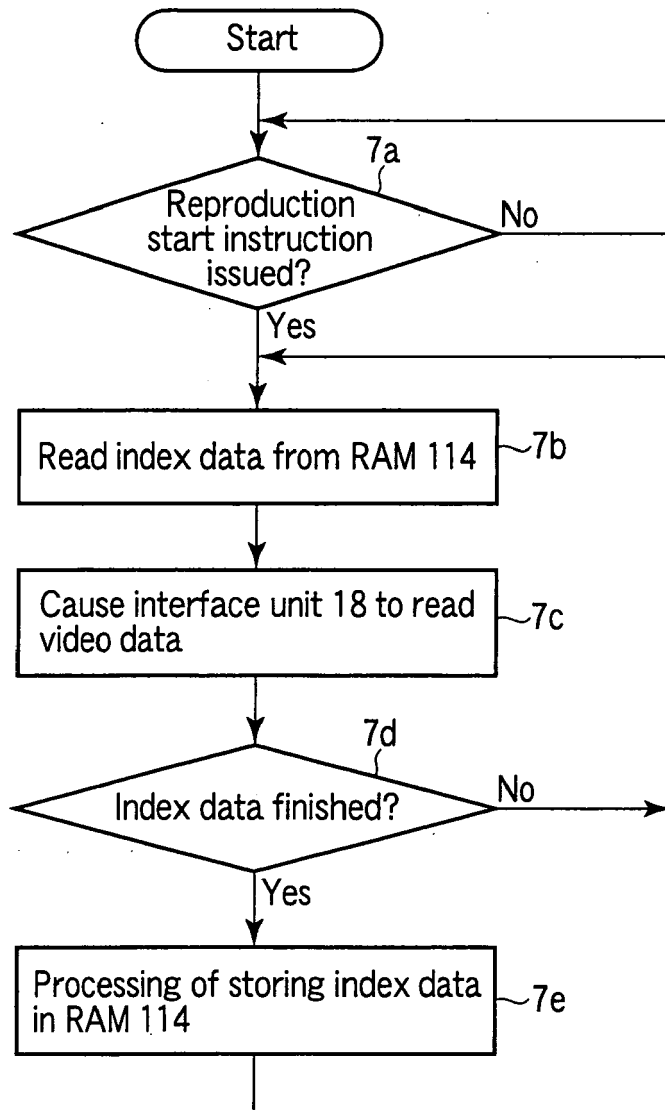 Start
7a
Reproduction
start instruction
issued?
No
Yes
Read index data from RAM 114
7b
Cause interface unit 18 to read
video data
7c
7d
Index data finished?
No
Yes
Processing of storing index data
in RAM 114
7e